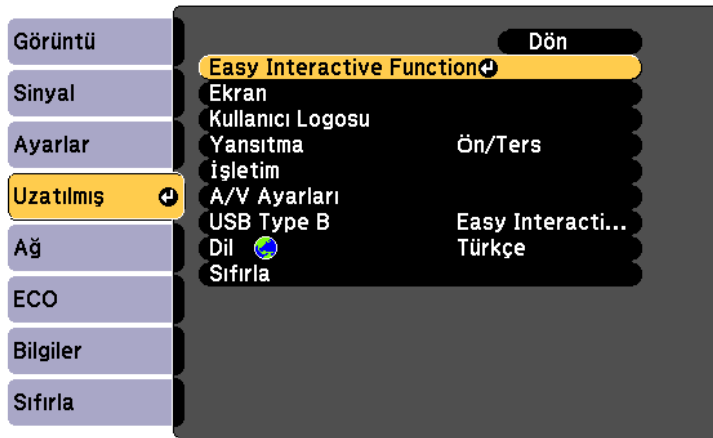 Görüntü
Sinyal
Ayarlar
Uzatılmış
Ağ
ECO
Bilgiler
Sıfırla
Dön
Easy Interactive Function
Ekran
Kullanıcı Logosu
Yansıtma Ön/Ters
İşletim
A/V Ayarları
USB Type B Easy Interacti...
Dil Türkçe
Sıfırla